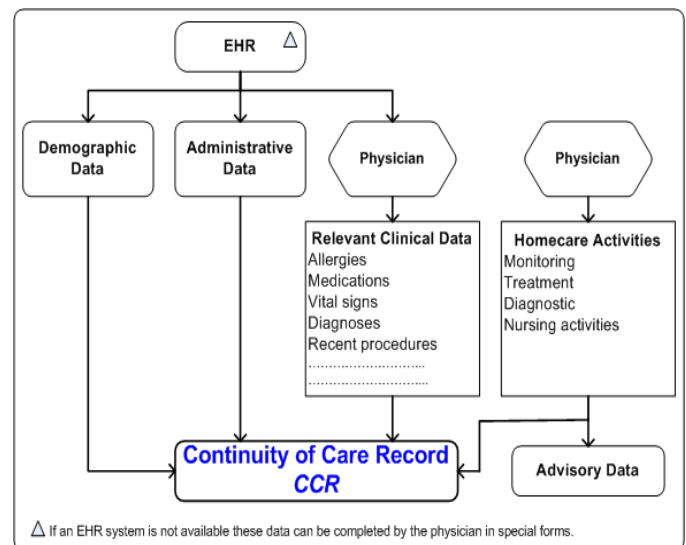 EHR
Demographic
Data
Administrative
Data
Physician
Physician
Relevant Clinical Data
Allergies
Medications
Vital signs
Diagnoses
Recent procedures
...............................
...............................
Homecare Activities
Monitoring
Treatment
Diagnostic
Nursing activities
Continuity of Care Record
CCR
Advisory Data
If an EHR system is not available these data can be completed by the physician in special forms.